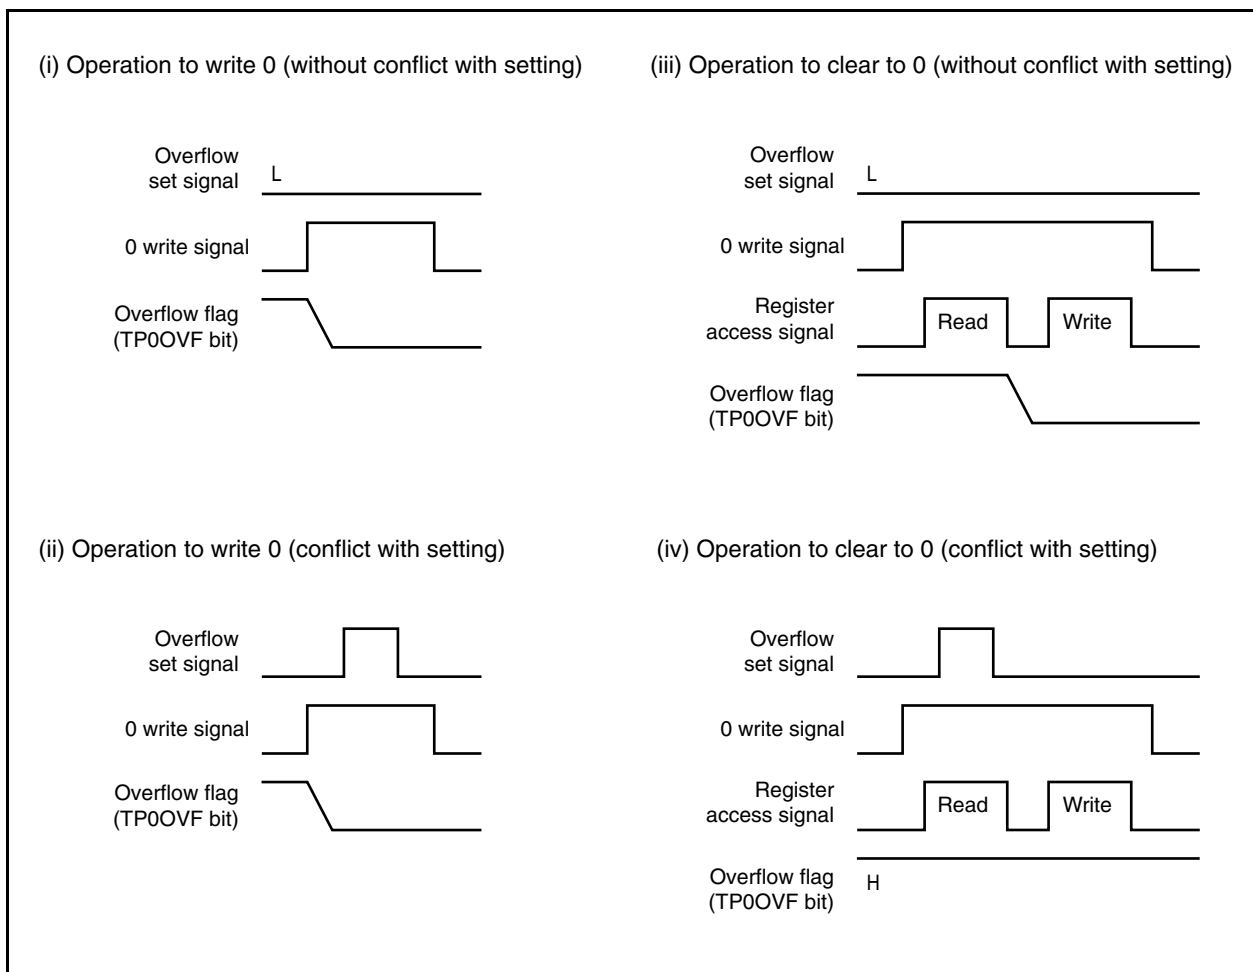 (i) Operation to write 0 (without conflict with setting)
Overflow
set signal
L
0 write signal
Overflow flag
(TP0OVF bit)
(iii) Operation to clear to 0 (without conflict with setting)
Overflow
set signal
L
0 write signal
Register
access signal
Read
Write
Overflow flag
(TP0OVF bit)
(ii) Operation to write 0 (conflict with setting)
Overflow
set signal
0 write signal
Overflow flag
(TP0OVF bit)
(iv) Operation to clear to 0 (conflict with setting)
Overflow
set signal
0 write signal
Register
access signal
Read
Write
Overflow flag
(TP0OVF bit)
H